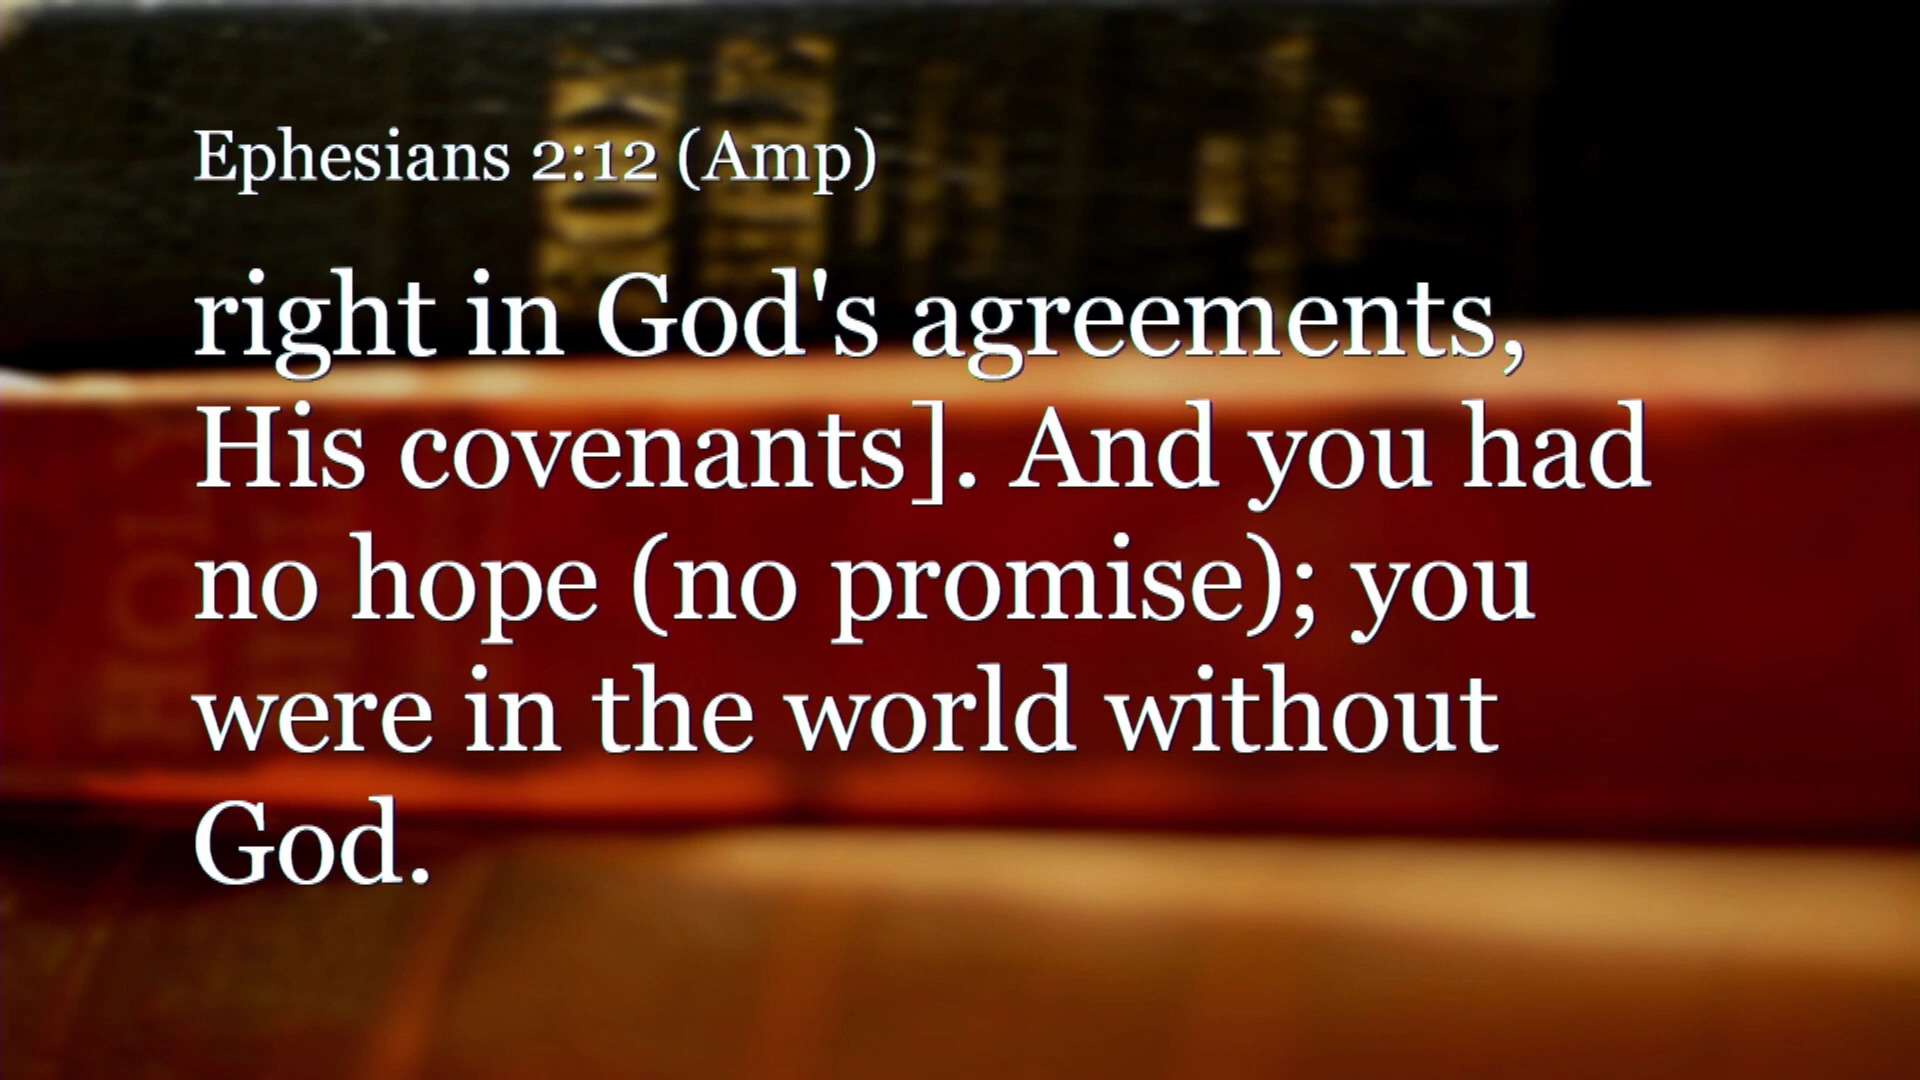 Ephesians 2:12 (Amp)
right in God's agreements,
His covenants]. And you had
no hope (no promise); you
were in the world without
God.
HOLY